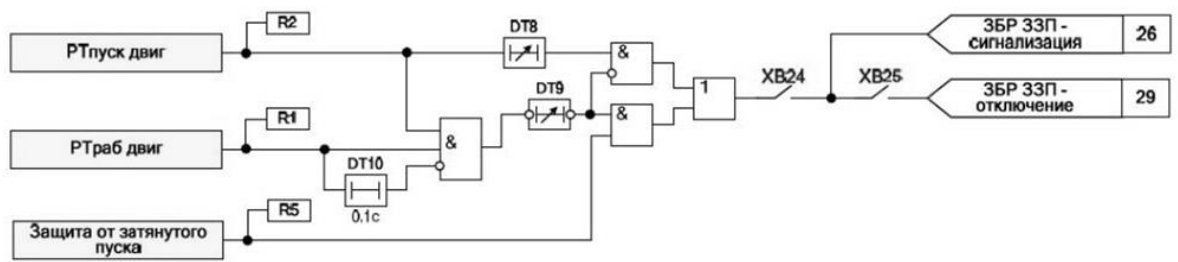 R2
DT8
РТпуск двиг
&
ЗБР ЗЗП -
сигнализация
26
DT9
1
XB24
XB25
R1
&
ЗБР ЗЗП -
отключение
29
РТраб двиг
&
DT10
R5
0.1с
Защита от затянутого
пуска